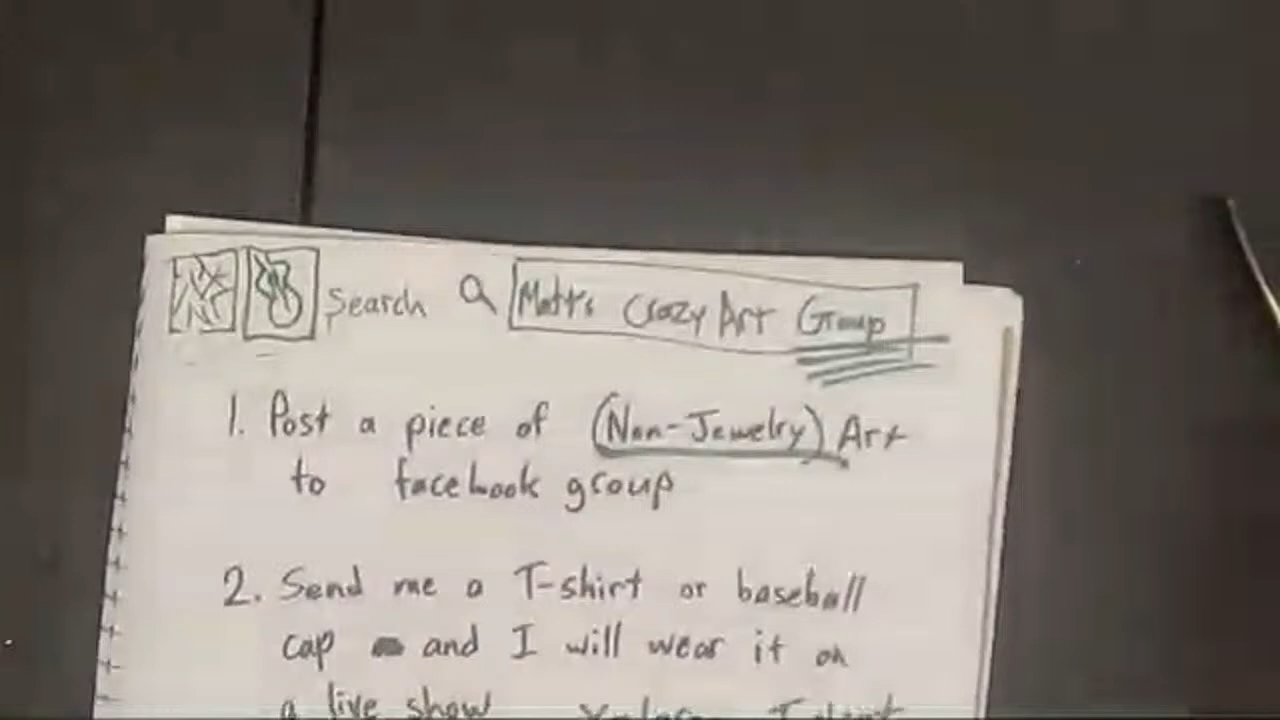 Search Matt's Crazy Art Group
1. Post a piece of (Non-Jewelry) Art
to facebook group
2. Send me a T-shirt or baseball
cap and I will wear it on
a live show